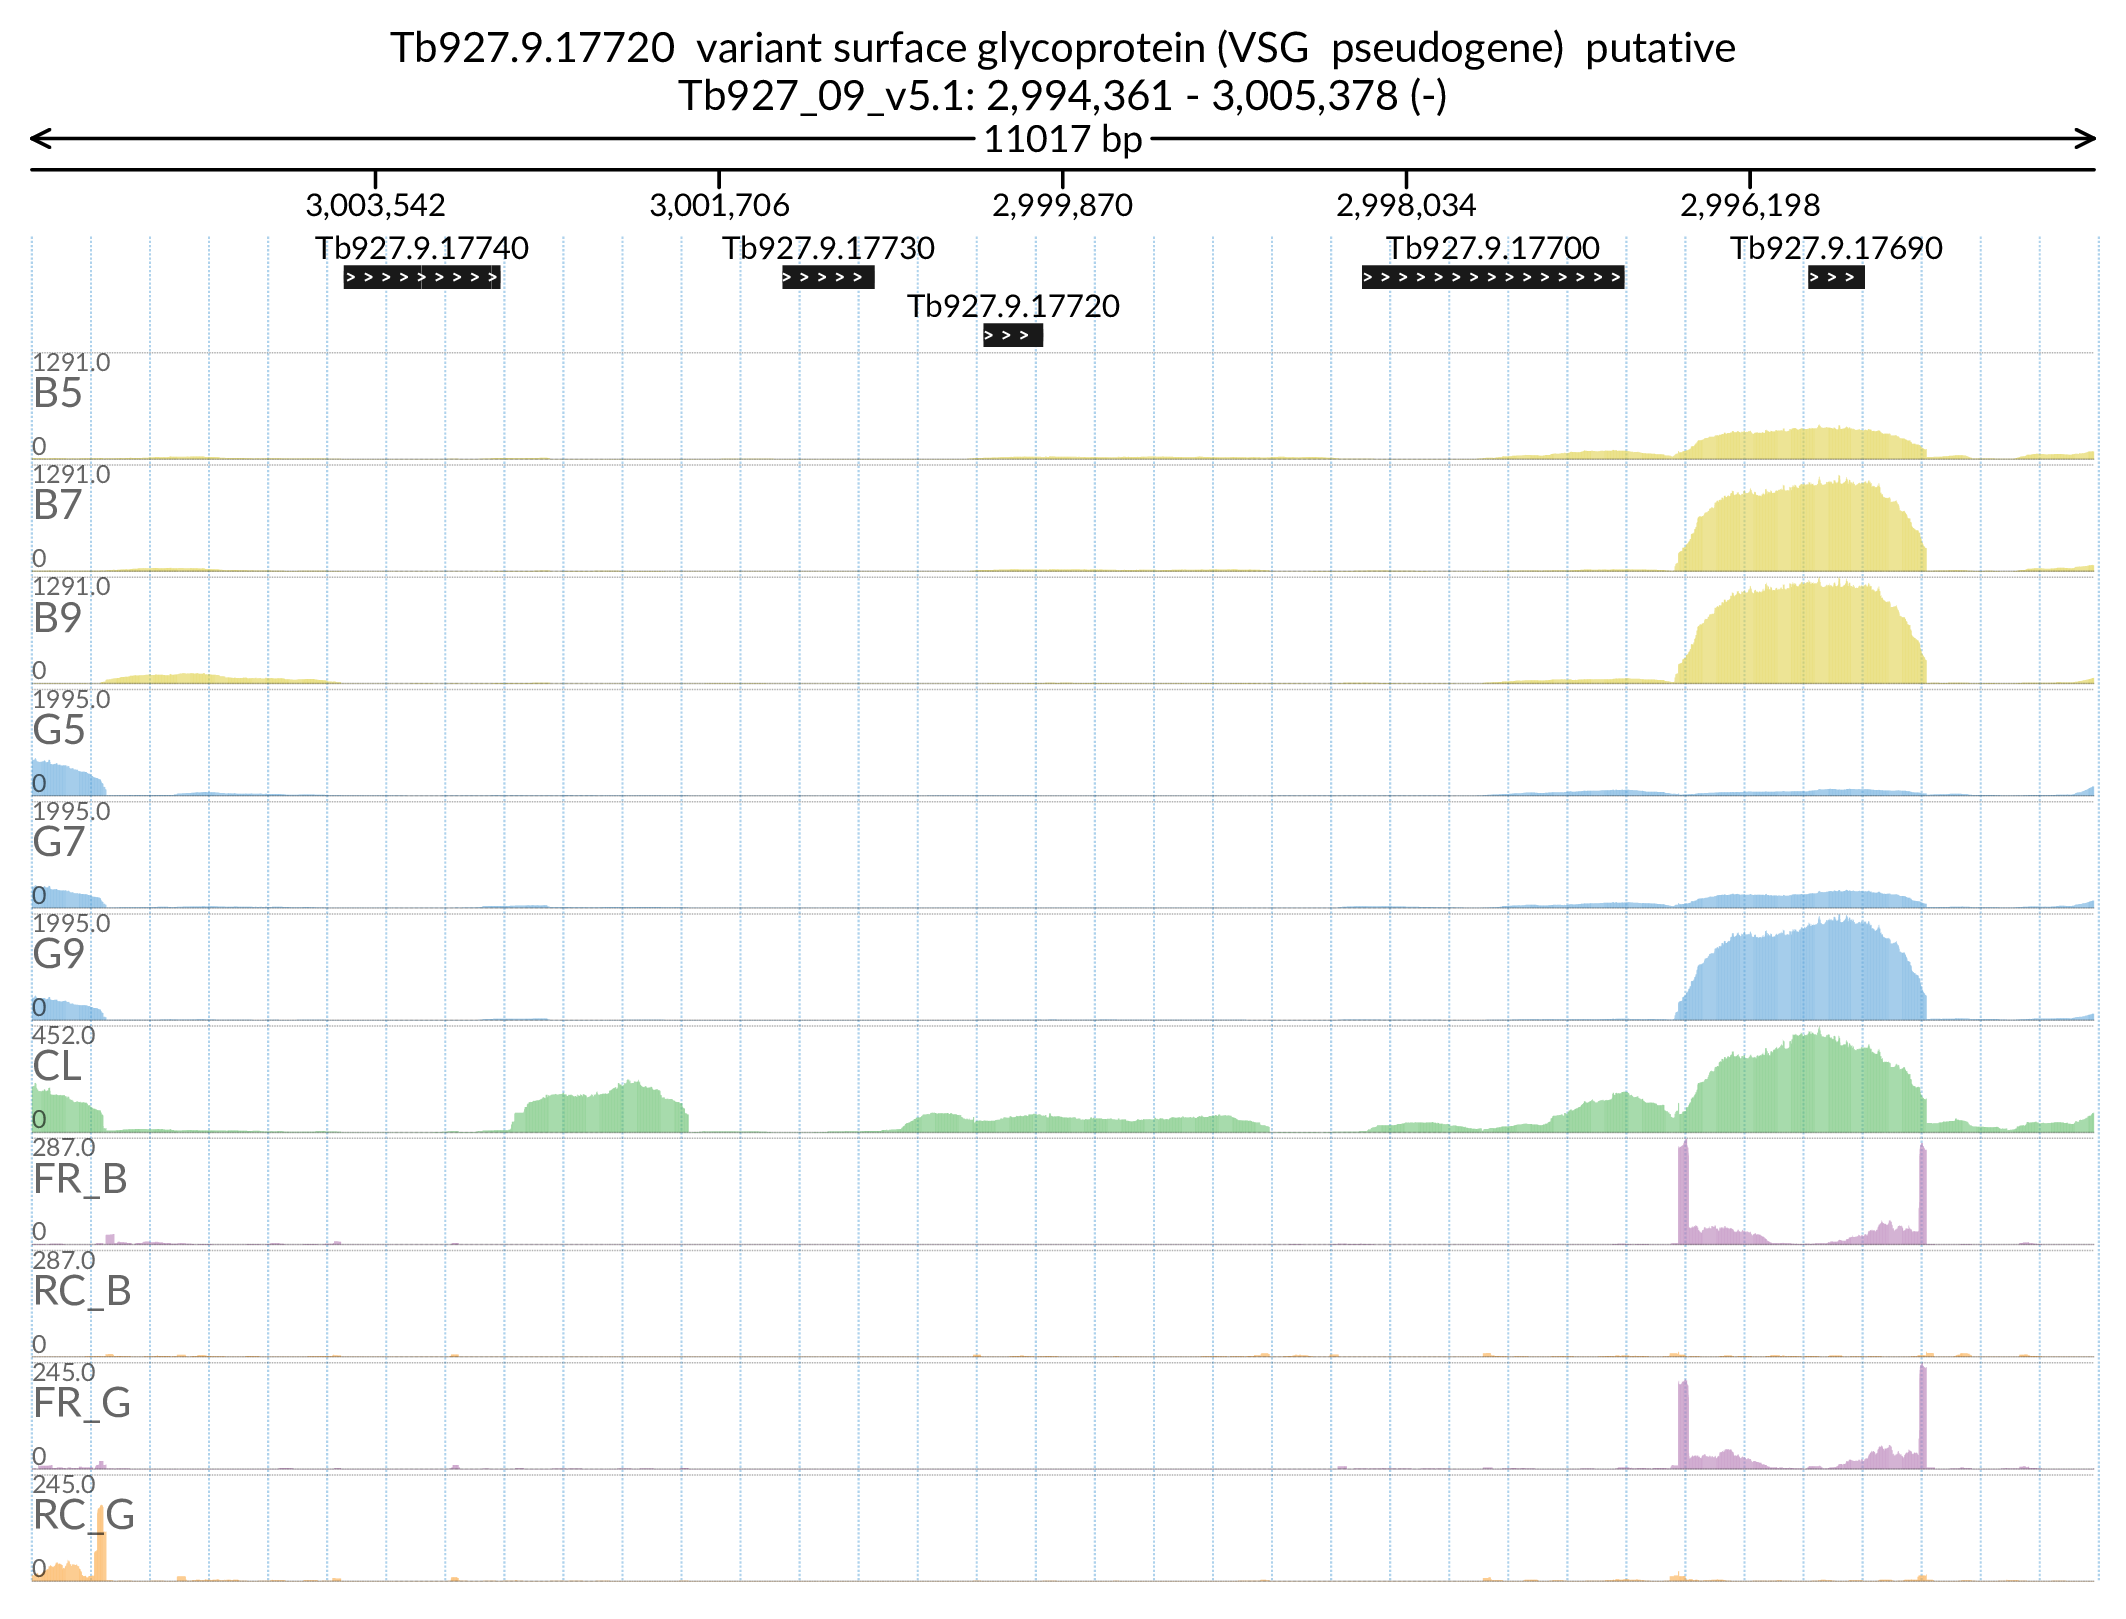 Tb927.9.17720  variant surface glycoprotein (VSG  pseudogene)  putative
Tb927_09_v5.1: 2,994,361 - 3,005,378 (-)
11017 bp
3,003,542 3,001,706 2,999,870 2,998,034 2,996,198
Tb927.9.17740 Tb927.9.17730 Tb927.9.17700 Tb927.9.17690
Tb927.9.17720
1291.0
B5
0
1291.0
B7
0
1291.0
B9
0
1995.0
G5
0
1995.0
G7
0
1995.0
G9
0
452.0
CL
0
287.0
FR_B
0
287.0
RC_B
0
245.0
FR_G
0
245.0
RC_G
0